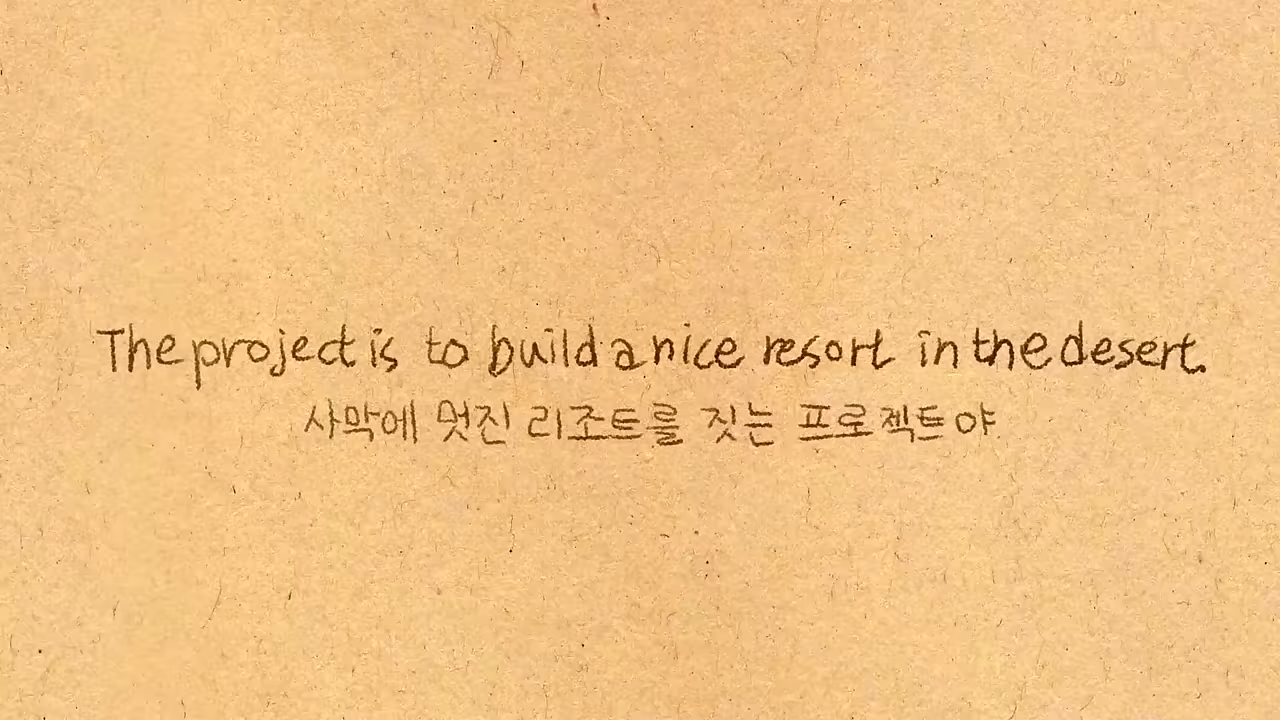 The project is to build a nice resort in the desert.
사막에 멋진 리조트를 짓는 프로젝트야